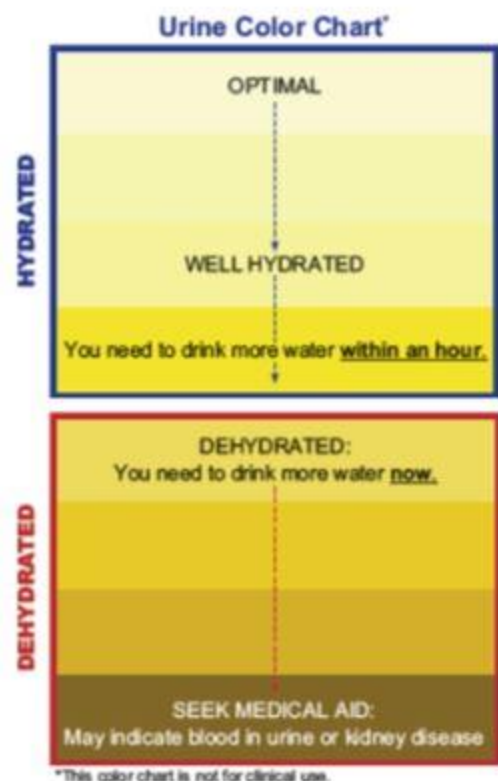 Urine Color Chart*
HYDRATED
OPTIMAL
WELL HYDRATED
You need to drink more water within an hour.
DEHYDRATED
DEHYDRATED:
You need to drink more water now.
SEEK MEDICAL AID:
May indicate blood in urine or kidney disease
*This color chart is not for clinical use.